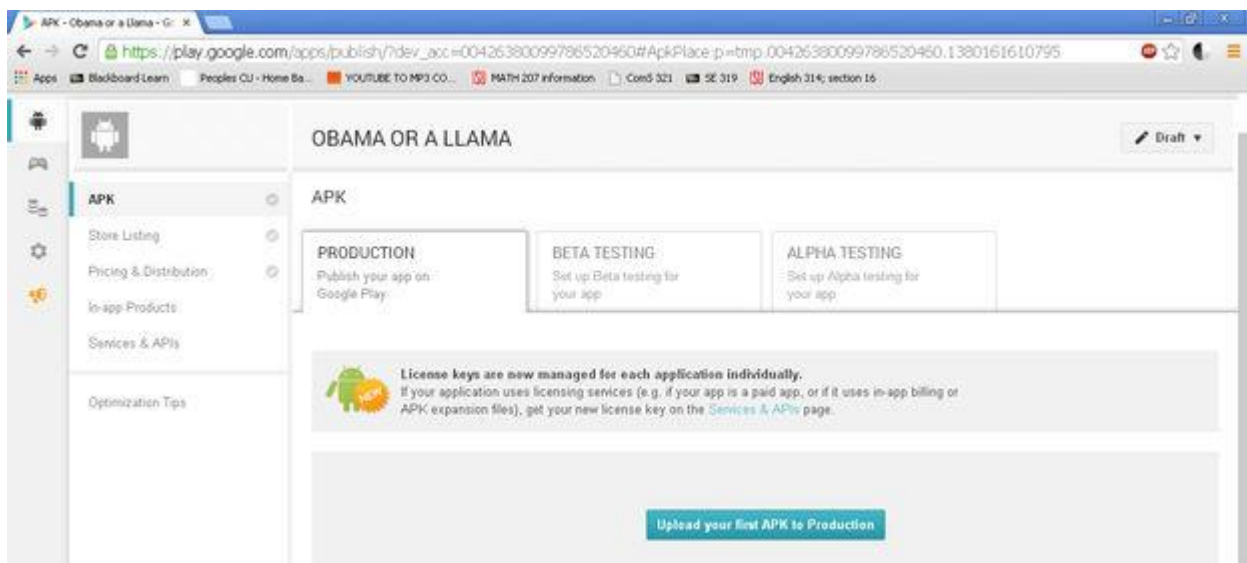 APK - Obama or a Llama - G
https://play.google.com/apps/publish/?dev_acc=00426380099786520460#ApkPlace:p=tmp.00426380099786520460.1380161610795
Apps Blackboard Learn Peoples CU - Home Ba... YOUTUBE TO MP3 CO... MATH 207 information ComS 321 SE 319 English 314; section 16
OBAMA OR A LLAMA
Draft
APK
APK
Store Listing
Pricing & Distribution
In-app Products
Services & APIs
Optimization Tips
PRODUCTION
Publish your app on
Google Play
BETA TESTING
Set up Beta testing for
your app
ALPHA TESTING
Set up Alpha testing for
your app
NEW
License keys are now managed for each application individually.
If your application uses licensing services (e.g. if your app is a paid app, or if it uses in-app billing or
APK expansion files), get your new license key on the Services & APIs page.
Upload your first APK to Production